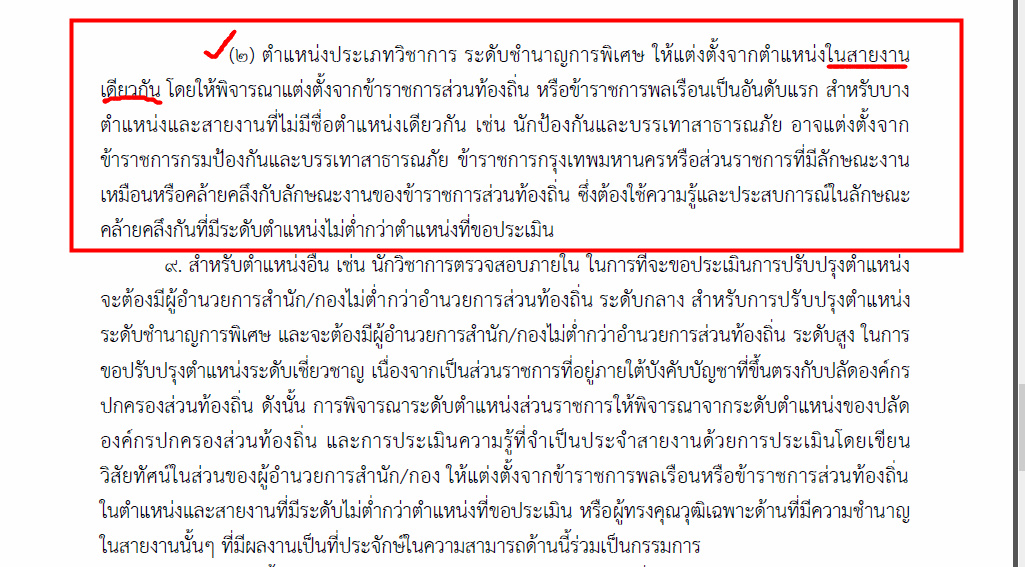 (๒) ตำแหน่งประเภทวิชาการ ระดับชำนาญการพิเศษ ให้แต่งตั้งจากตำแหน่งในสายงาน
เดียวกัน โดยให้พิจารณาแต่งตั้งจากข้าราชการส่วนท้องถิ่น หรือข้าราชการพลเรือนเป็นอันดับแรก สำหรับบาง
ตำแหน่งและสายงานที่ไม่มีชื่อตำแหน่งเดียวกัน เช่น นักป้องกันและบรรเทาสาธารณภัย อาจแต่งตั้งจาก
ข้าราชการกรมป้องกันและบรรเทาสาธารณภัย ข้าราชการกรุงเทพมหานครหรือส่วนราชการที่มีลักษณะงาน
เหมือนหรือคล้ายคลึงกับลักษณะงานของข้าราชการส่วนท้องถิ่น ซึ่งต้องใช้ความรู้และประสบการณ์ในลักษณะ
คล้ายคลึงกันที่มีระดับตำแหน่งไม่ต่ำกว่าตำแหน่งที่ขอประเมิน
๙. สำหรับตำแหน่งอื่น เช่น นักวิชาการตรวจสอบภายใน ในการที่จะขอประเมินการปรับปรุงตำแหน่ง
จะต้องมีผู้อำนวยการสำนัก/กองไม่ต่ำกว่าอำนวยการส่วนท้องถิ่น ระดับกลาง สำหรับการปรับปรุงตำแหน่ง
ระดับชำนาญการพิเศษ และจะต้องมีผู้อำนวยการสำนัก/กองไม่ต่ำกว่าอำนวยการส่วนท้องถิ่น ระดับสูง ในการ
ขอปรับปรุงตำแหน่งระดับเชี่ยวชาญ เนื่องจากเป็นส่วนราชการที่อยู่ภายใต้บังคับบัญชาที่ขึ้นตรงกับปลัดองค์กร
ปกครองส่วนท้องถิ่น ดังนั้น การพิจารณาระดับตำแหน่งส่วนราชการให้พิจารณาจากระดับตำแหน่งของปลัด
องค์กรปกครองส่วนท้องถิ่น และการประเมินความรู้ที่จำเป็นประจำสายงานด้วยการประเมินโดยเขียน
วิสัยทัศน์ในส่วนของผู้อำนวยการสำนัก/กอง ให้แต่งตั้งจากข้าราชการพลเรือนหรือข้าราชการส่วนท้องถิ่น
ในตำแหน่งและสายงานที่มีระดับไม่ต่ำกว่าตำแหน่งที่ขอประเมิน หรือผู้ทรงคุณวุฒิเฉพาะด้านที่มีความชำนาญ
ในสายงานนั้นๆ ที่มีผลงานเป็นที่ประจักษ์ในความสามารถด้านนี้ร่วมเป็นกรรมการ